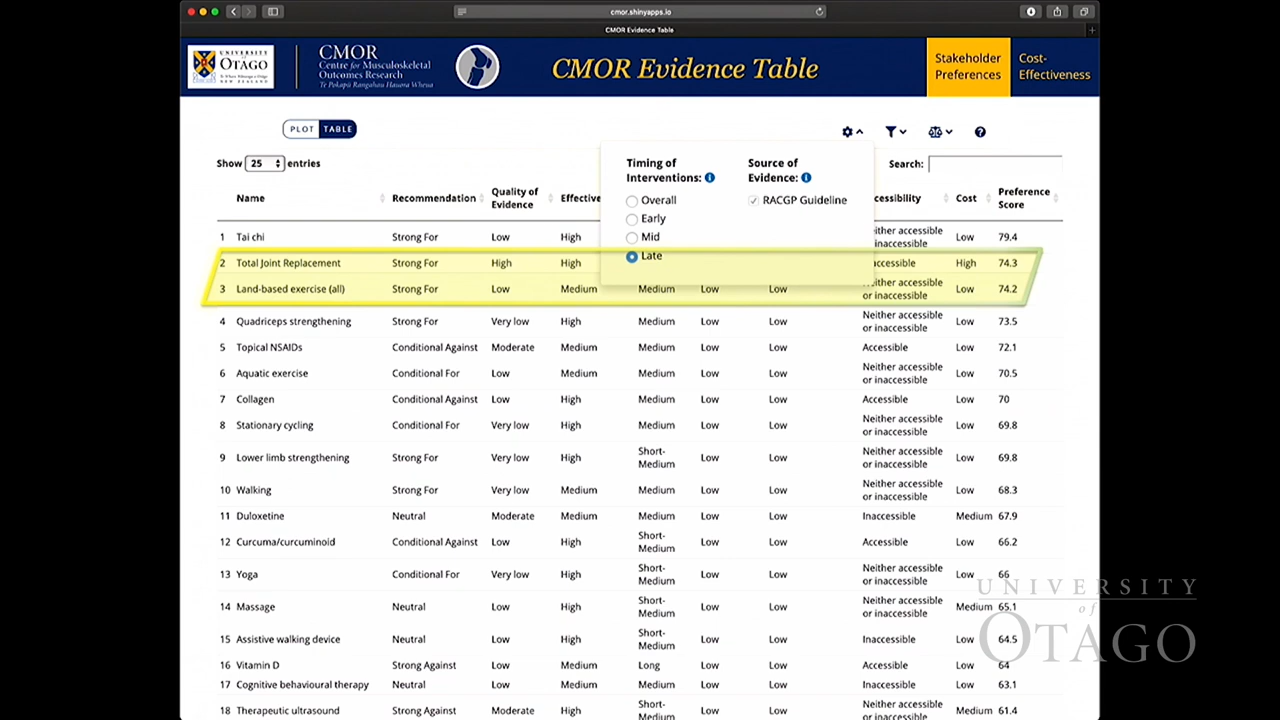 cmor.shinyapps.io
CMOR Evidence Table
UNIVERSITY
of
OTAGO
NEW ZEALAND
CMOR
Centre for Musculoskeletal
Outcomes Research
Te Pokapū Rangahau Hauora Wheua
CMOR Evidence Table
Stakeholder
Preferences
Cost-
Effectiveness
PLOT TABLE
Show 25 entries
Search:
Timing of
Interventions:
Overall
Early
Mid
Late
Source of
Evidence:
RACGP Guideline
Name Recommendation Quality of Evidence Effective cessibility Cost Preference Score
1 Tai chi Strong For Low High either accessible or inaccessible Low 79.4
2 Total Joint Replacement Strong For High High accessible High 74.3
3 Land-based exercise (all) Strong For Low Medium Medium Low Low either accessible or inaccessible Low 74.2
4 Quadriceps strengthening Strong For Very low High Medium Low Low Neither accessible or inaccessible Low 73.5
5 Topical NSAIDs Conditional Against Moderate Medium Medium Low Low Accessible Low 72.1
6 Aquatic exercise Conditional For Low Medium Medium Low Low Neither accessible or inaccessible Low 70.5
7 Collagen Conditional Against Low High Medium Low Low Accessible Low 70
8 Stationary cycling Conditional For Very low High Medium Low Low Neither accessible or inaccessible Low 69.8
9 Lower limb strengthening Strong For Very low High Short-Medium Low Low Neither accessible or inaccessible Low 69.8
10 Walking Strong For Very low Medium Medium Low Low Neither accessible or inaccessible Low 68.3
11 Duloxetine Neutral Moderate Medium Medium Low Low Inaccessible Medium 67.9
12 Curcuma/curcuminoid Conditional Against Low High Short-Medium Low Low Accessible Low 66.2
13 Yoga Conditional For Very low High Short-Medium Low Low Neither accessible or inaccessible Low 66
14 Massage Neutral Low High Short-Medium Low Low Neither accessible or inaccessible Medium 65.1
15 Assistive walking device Neutral Low High Short-Medium Low Low Inaccessible Low 64.5
16 Vitamin D Strong Against Low Medium Long Low Low Accessible Low 64
17 Cognitive behavioural therapy Neutral Low Medium Medium Low Low Inaccessible Low 63.1
18 Therapeutic ultrasound Strong Against Moderate High Medium Low Low Neither accessible Medium 61.4
UNIVERSITY
of
OTAGO